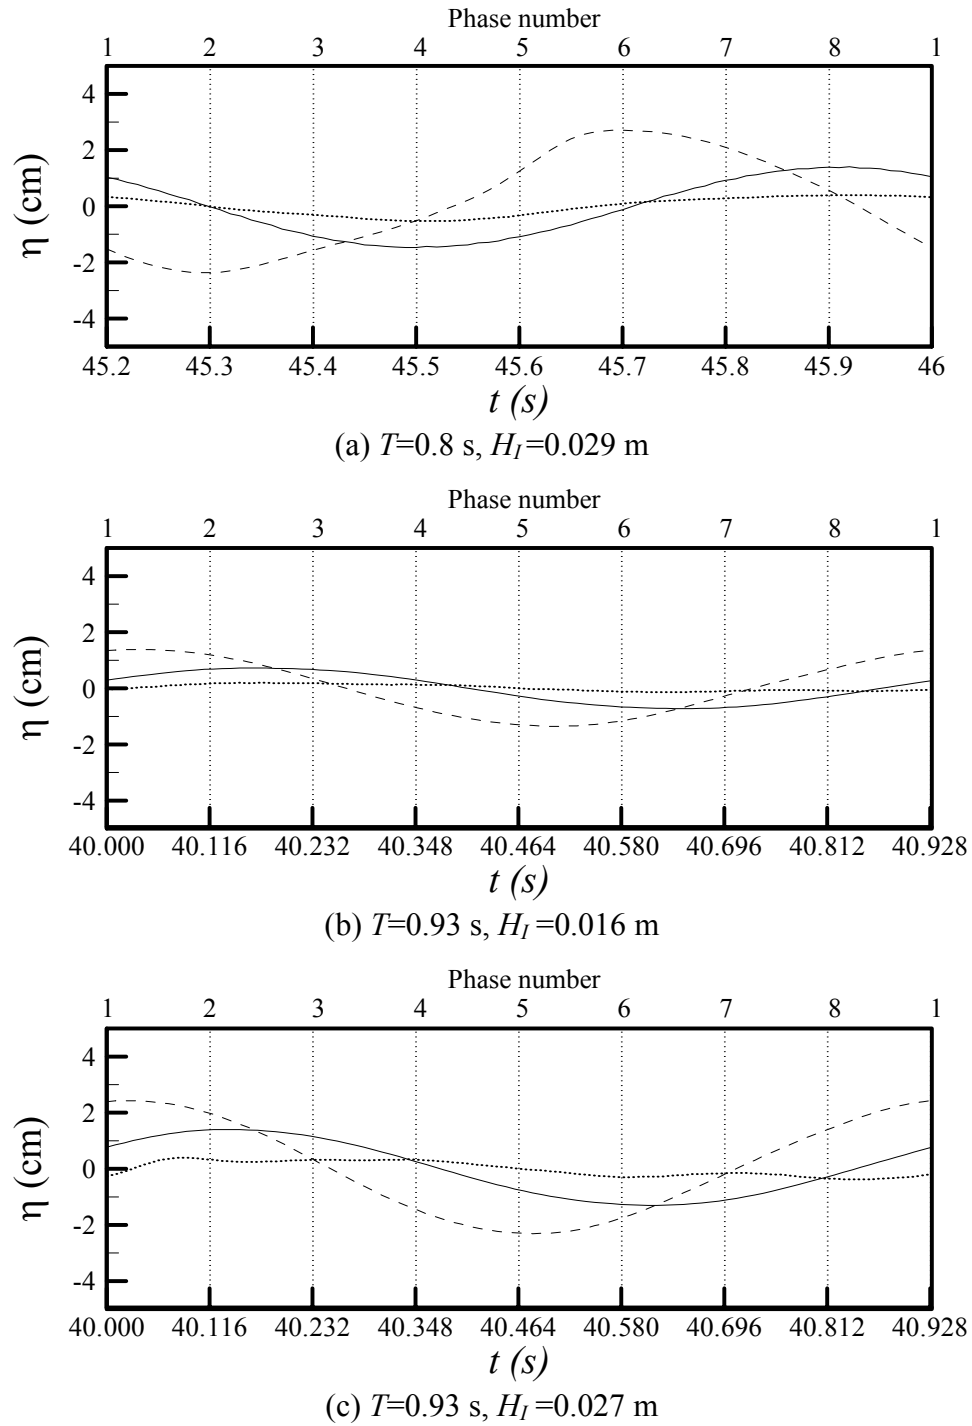 Phase number
1 2 3 4 5 6 7 8 1
4
2
0
-2
-4
η (cm)
45.2 45.3 45.4 45.5 45.6 45.7 45.8 45.9 46
t (s)
(a) T=0.8 s, H_I=0.029 m
Phase number
1 2 3 4 5 6 7 8 1
4
2
0
-2
-4
η (cm)
40.000 40.116 40.232 40.348 40.464 40.580 40.696 40.812 40.928
t (s)
(b) T=0.93 s, H_I=0.016 m
Phase number
1 2 3 4 5 6 7 8 1
4
2
0
-2
-4
η (cm)
40.000 40.116 40.232 40.348 40.464 40.580 40.696 40.812 40.928
t (s)
(c) T=0.93 s, H_I=0.027 m